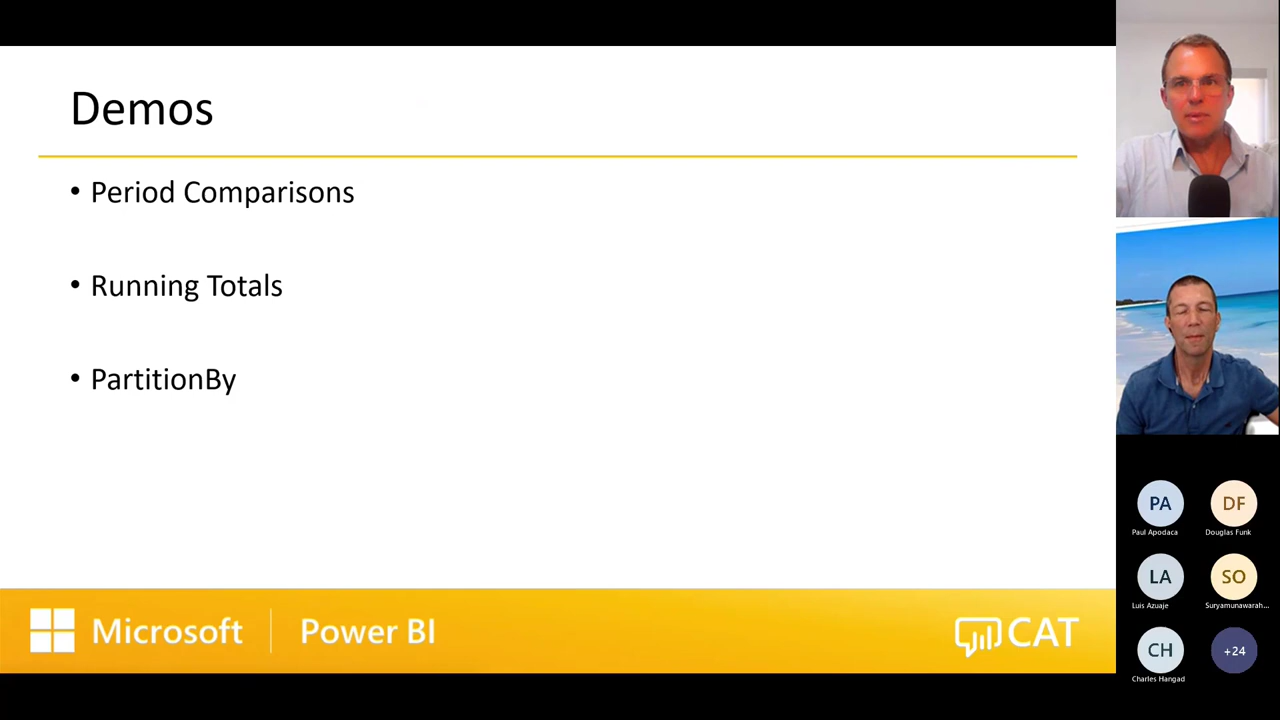 Demos
• Period Comparisons
• Running Totals
• PartitionBy
Microsoft | Power BI
CAT
PA
Paul Apodaca
DF
Douglas Funk
LA
Luis Azuaje
SO
Suryamunawarah...
CH
Charles Hangad
+24